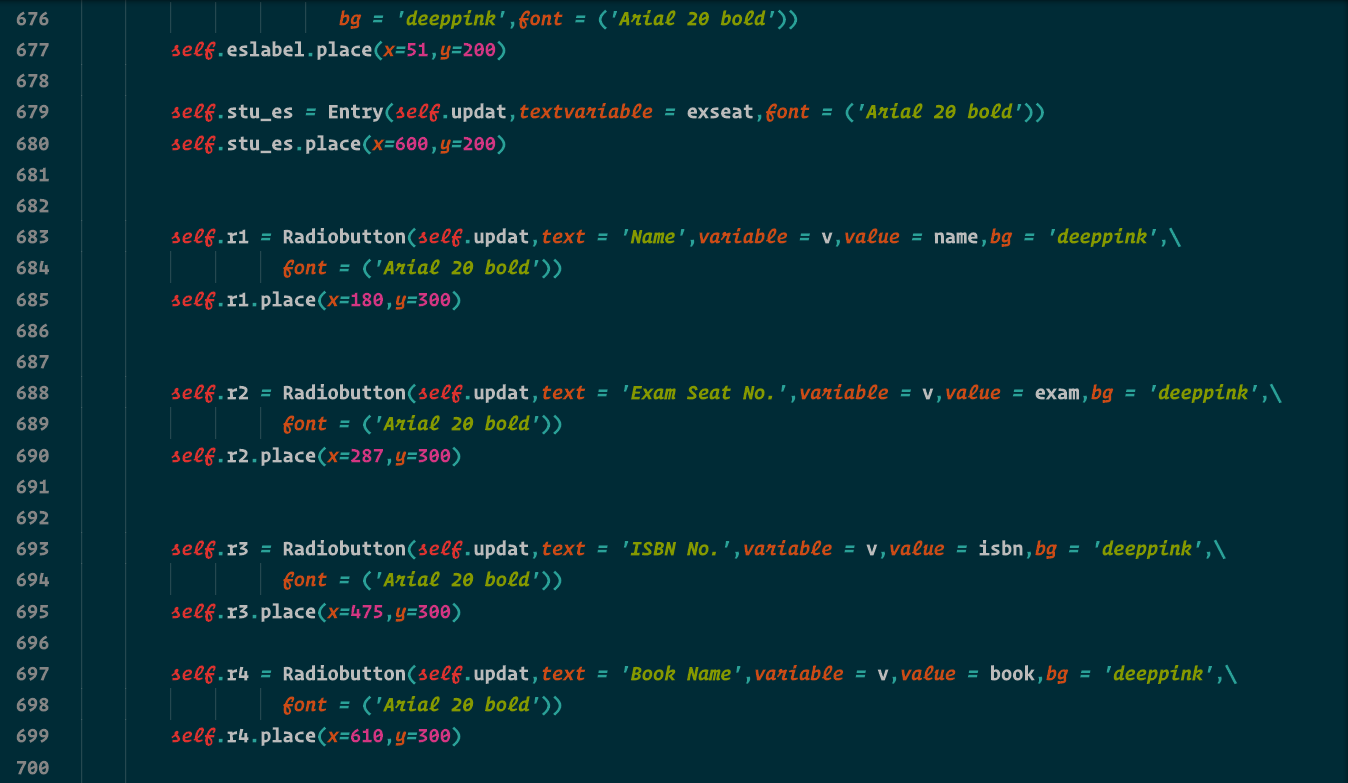 676 bg = 'deeppink',font = ('Arial 20 bold'))
677 self.eslabel.place(x=51,y=200)
678
679 self.stu_es = Entry(self.updat,textvariable = exseat,font = ('Arial 20 bold'))
680 self.stu_es.place(x=600,y=200)
681
682
683 self.r1 = Radiobutton(self.updat,text = 'Name',variable = v,value = name,bg = 'deeppink',\
684 font = ('Arial 20 bold'))
685 self.r1.place(x=180,y=300)
686
687
688 self.r2 = Radiobutton(self.updat,text = 'Exam Seat No.',variable = v,value = exam,bg = 'deeppink',\
689 font = ('Arial 20 bold'))
690 self.r2.place(x=287,y=300)
691
692
693 self.r3 = Radiobutton(self.updat,text = 'ISBN No.',variable = v,value = isbn,bg = 'deeppink',\
694 font = ('Arial 20 bold'))
695 self.r3.place(x=475,y=300)
696
697 self.r4 = Radiobutton(self.updat,text = 'Book Name',variable = v,value = book,bg = 'deeppink',\
698 font = ('Arial 20 bold'))
699 self.r4.place(x=610,y=300)
700